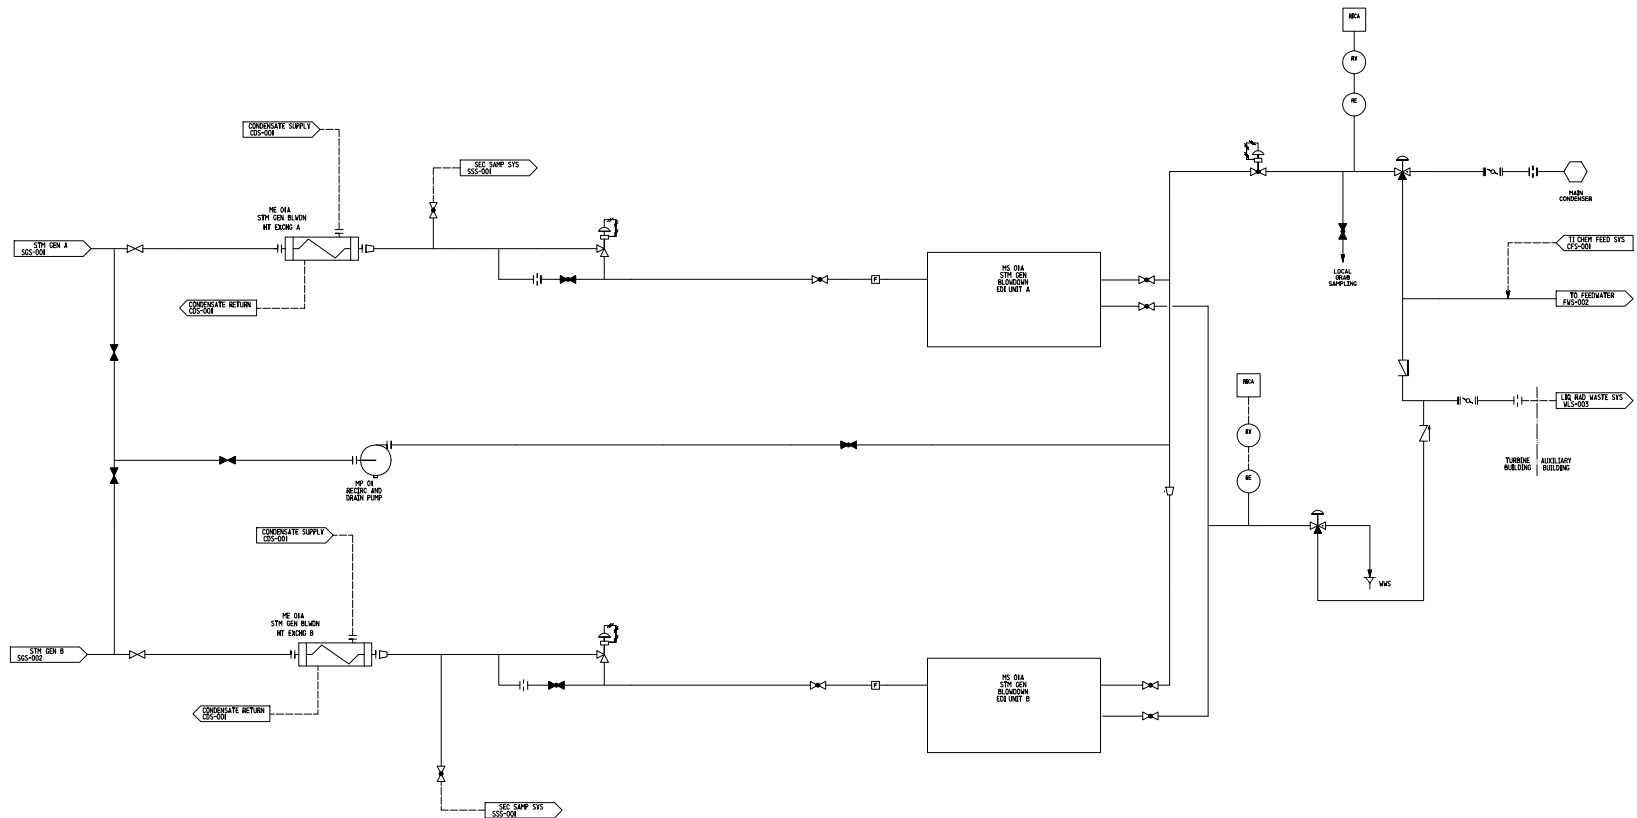 RICA
RV
RE
CONDENSATE SUPPLY
CDS-001
SEC SAMP SYS
SSS-001
MAIN
CONDENSER
ME 01A
STM GEN BLWDN
HT EXCHG A
STM GEN A
SGS-001
TI CHEM FEED SYS
CFS-001
LOCAL
GRAB
SAMPLING
MS 01A
STM GEN
BLOWDOWN
EDI UNIT A
TO FEEDWATER
FWS-002
CONDENSATE RETURN
CDS-001
RICA
LIQ RAD WASTE SYS
WLS-003
RV
TURBINE
BUILDING
AUXILIARY
BUILDING
RE
MP 01
RECIRC AND
DRAIN PUMP
CONDENSATE SUPPLY
CDS-001
WWS
ME 01A
STM GEN BLWDN
HT EXCHG B
STM GEN B
SGS-002
F
F
MS 01A
STM GEN
BLOWDOWN
EDI UNIT B
CONDENSATE RETURN
CDS-001
SEC SAMP SYS
SSS-001